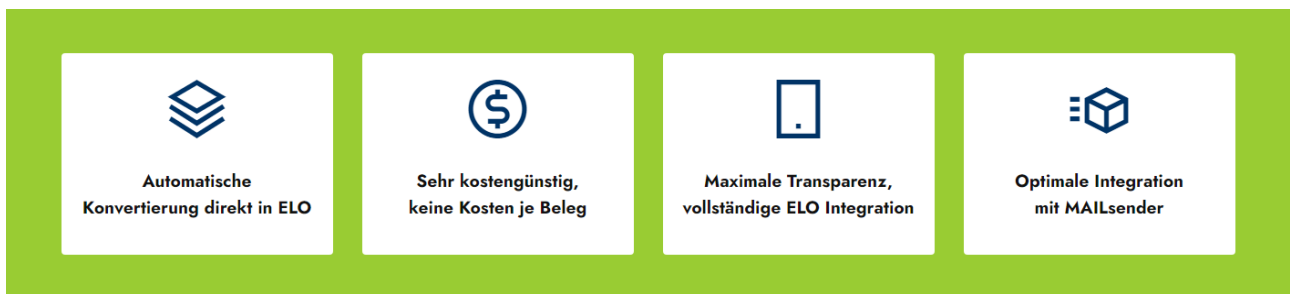 Automatische
Konvertierung direkt in ELO
Sehr kostengünstig,
keine Kosten je Beleg
Maximale Transparenz,
vollständige ELO Integration
Optimale Integration
mit MAILsender